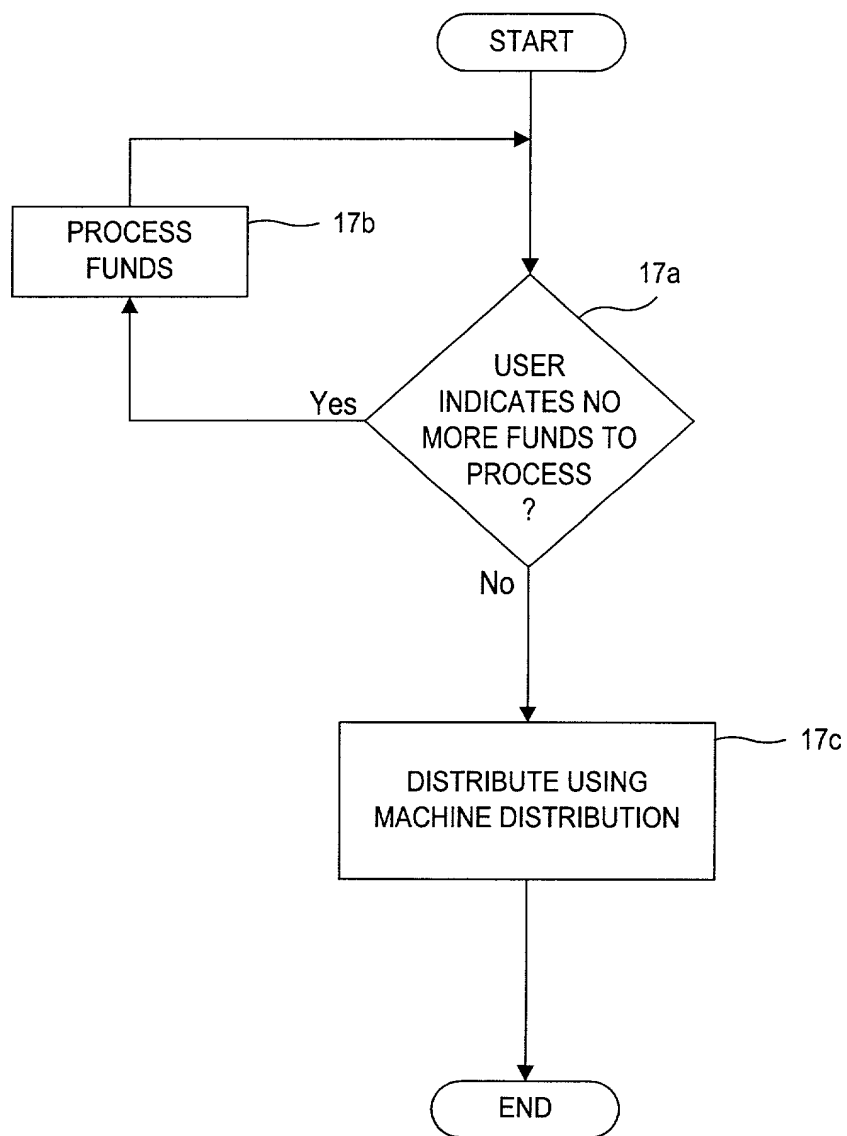 START
PROCESS
FUNDS
17b
17a
USER
INDICATES NO
MORE FUNDS TO
PROCESS
?
Yes
No
17c
DISTRIBUTE USING
MACHINE DISTRIBUTION
END